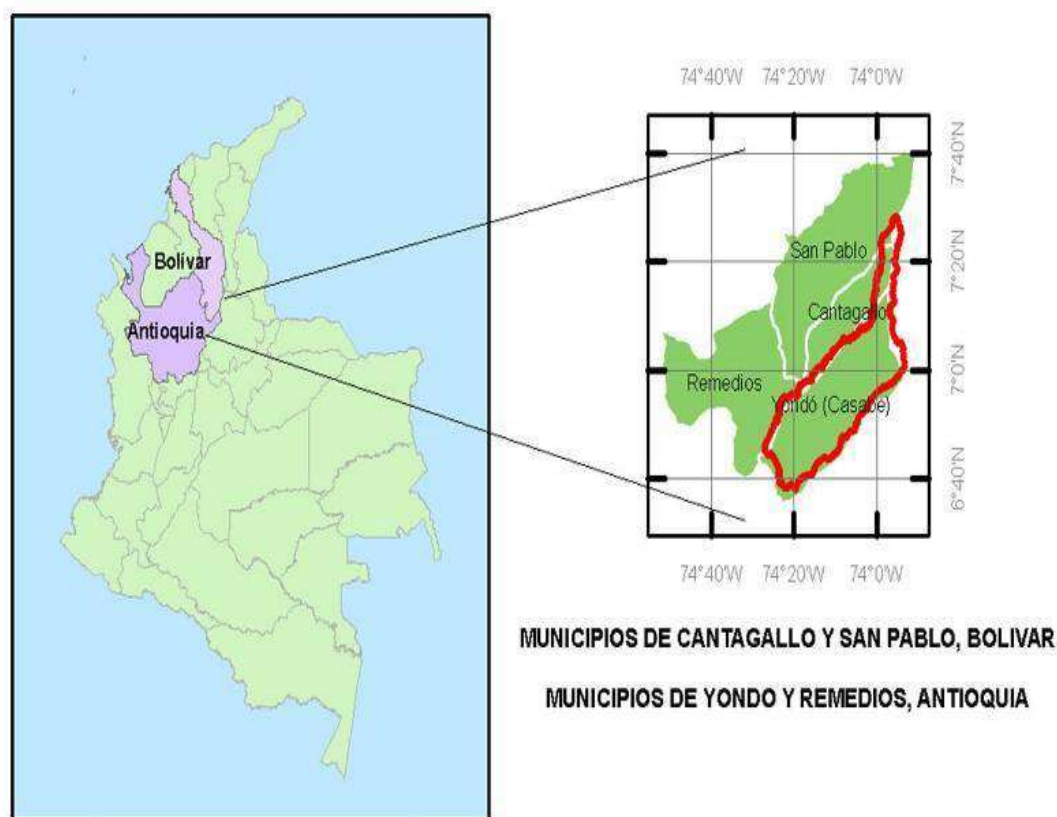 Bolívar
Antioquia
74°40'W 74°20'W 74°0'W
7°40'N
7°20'N
7°0'N
6°40'N
San Pablo
Cantagallo
Remedios
Yondó (Casabe)
74°40'W 74°20'W 74°0'W
MUNICIPIOS DE CANTAGALLO Y SAN PABLO, BOLIVAR
MUNICIPIOS DE YONDO Y REMEDIOS, ANTIOQUIA